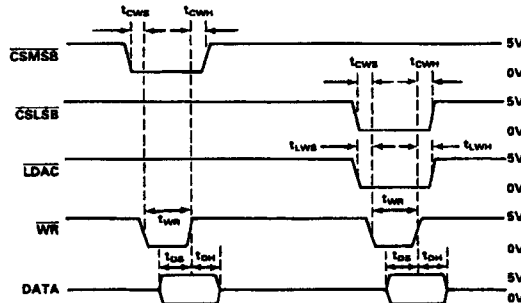 tCWS tCWH
CSMSB 5V
0V
tCWS tCWH
CSLSB 5V
0V
tLWS tLWH
LDAC 5V
0V
tWR tWR
WR 5V
0V
tDS tDH tDS tDH
DATA 5V
0V